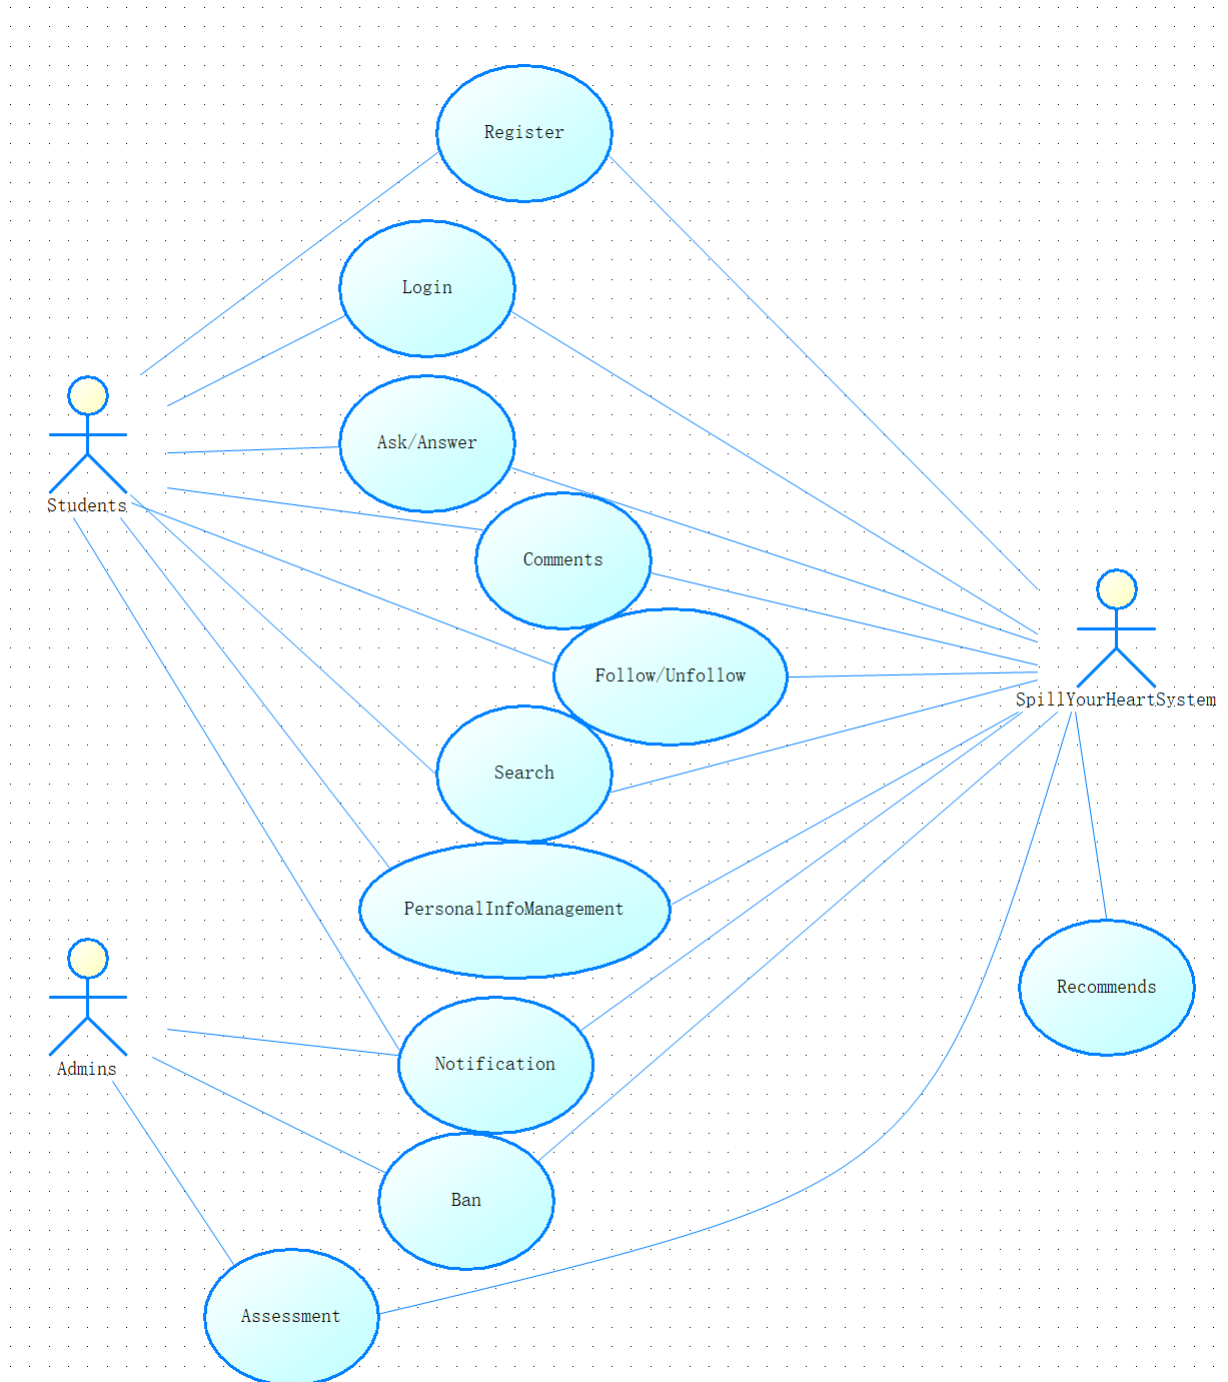 Register
Login
Ask/Answer
Students
Comments
Follow/Unfollow
SpillYourHeartSystem
Search
PersonalInfoManagement
Recommends
Notification
Admins
Ban
Assessment